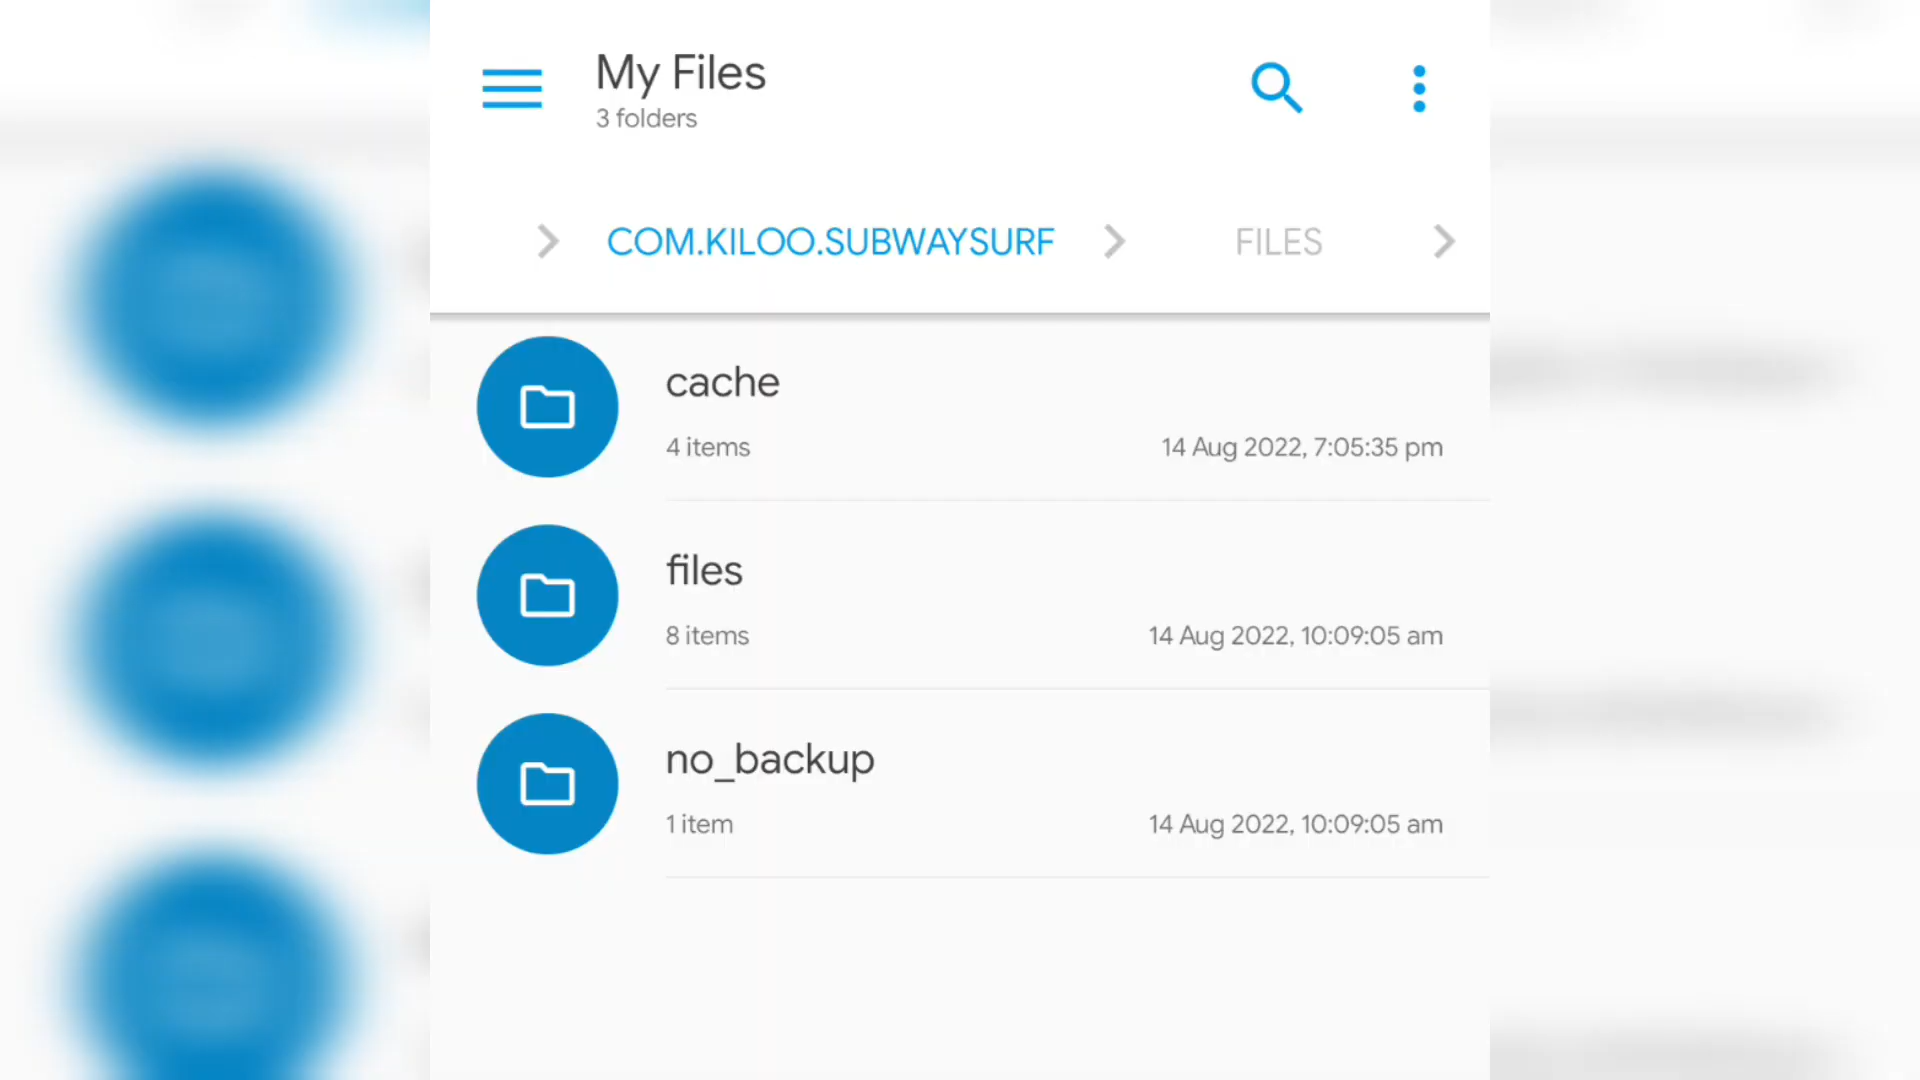 My Files
3 folders
COM.KILOO.SUBWAYSURF
FILES
cache
4 items
14 Aug 2022, 7:05:35 pm
files
8 items
14 Aug 2022, 10:09:05 am
no_backup
1 item
14 Aug 2022, 10:09:05 am